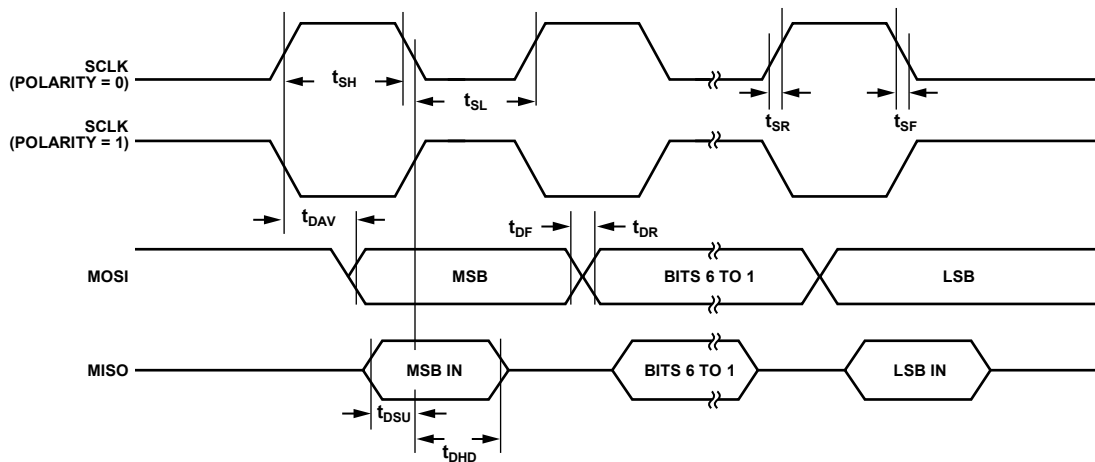 SCLK
(POLARITY = 0)
tSH
tSL
tSR
tSF
SCLK
(POLARITY = 1)
tDAV
tDF
tDR
MOSI
MSB
BITS 6 TO 1
LSB
MISO
MSB IN
BITS 6 TO 1
LSB IN
tDSU
tDHD